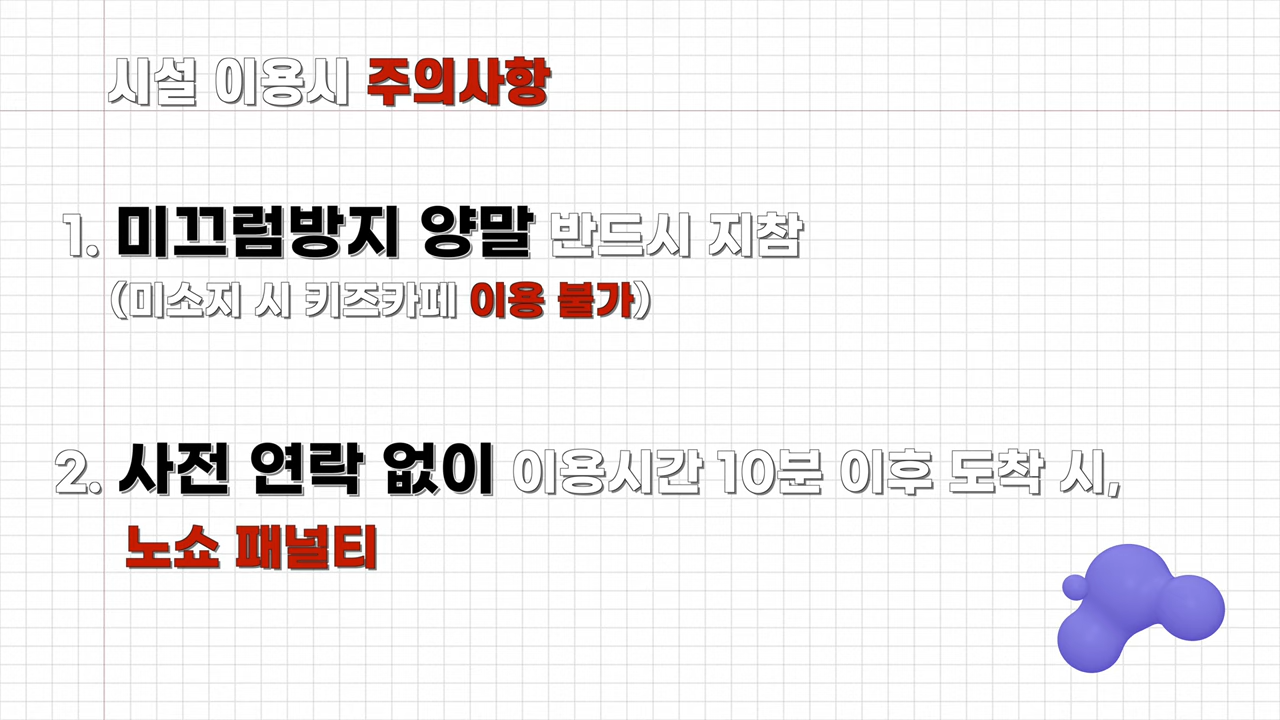 시설 이용시 주의사항
1. 미끄럼방지 양말 반드시 지참
(미소지 시 키즈카페 이용 불가)
2. 사전 연락 없이 이용시간 10분 이후 도착 시,
노쇼 패널티